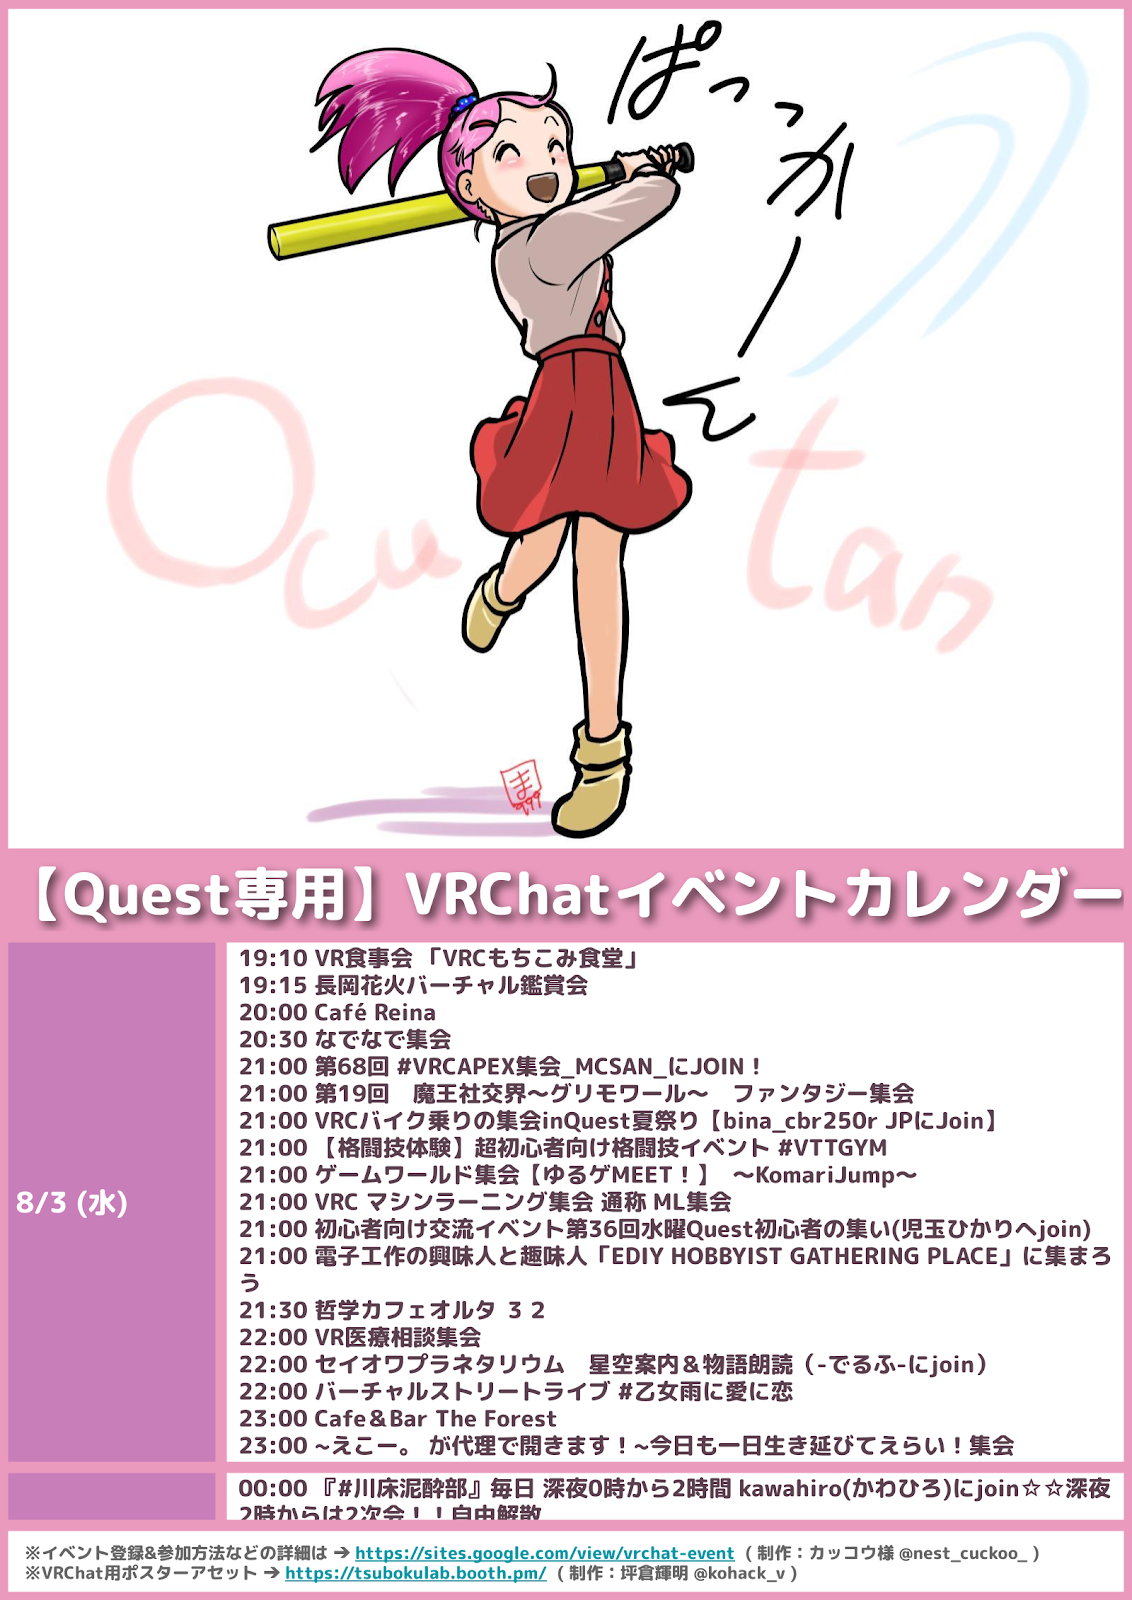 ぱっっかーん
Ocu tan
ま
999
【Quest専用】VRChatイベントカレンダー
8/3 (水)
19:10 VR食事会 「VRCもちこみ食堂」
19:15 長岡花火バーチャル鑑賞会
20:00 Café Reina
20:30 なでなで集会
21:00 第68回 #VRCAPEX集会_MCSAN_にJOIN！
21:00 第19回　魔王社交界～グリモワール～　ファンタジー集会
21:00 VRCバイク乗りの集会inQuest夏祭り【bina_cbr250r JPにJoin】
21:00 【格闘技体験】超初心者向け格闘技イベント #VTTGYM
21:00 ゲームワールド集会【ゆるゲMEET！】　～KomariJump～
21:00 VRC マシンラーニング集会 通称 ML集会
21:00 初心者向け交流イベント第36回水曜Quest初心者の集い(児玉ひかりへjoin)
21:00 電子工作の興味人と趣味人「EDIY HOBBYIST GATHERING PLACE」に集まろ
う
21:30 哲学カフェオルタ ３２
22:00 VR医療相談集会
22:00 セイオワプラネタリウム　星空案内＆物語朗読（-でるふ-にjoin）
22:00 バーチャルストリートライブ #乙女雨に愛に恋
23:00 Cafe＆Bar The Forest
23:00 ~えこー。 が代理で開きます！~今日も一日生き延びてえらい！集会
00:00 『#川床泥酔部』毎日 深夜0時から2時間 kawahiro(かわひろ)にjoin☆☆深夜
2時からは2次会！！自由解散
※イベント登録&参加方法などの詳細は ➔ https://sites.google.com/view/vrchat-event （ 制作：カッコウ様 @nest_cuckoo_ ）
※VRChat用ポスターアセット ➔ https://tsubokulab.booth.pm/ （ 制作：坪倉輝明 @kohack_v ）